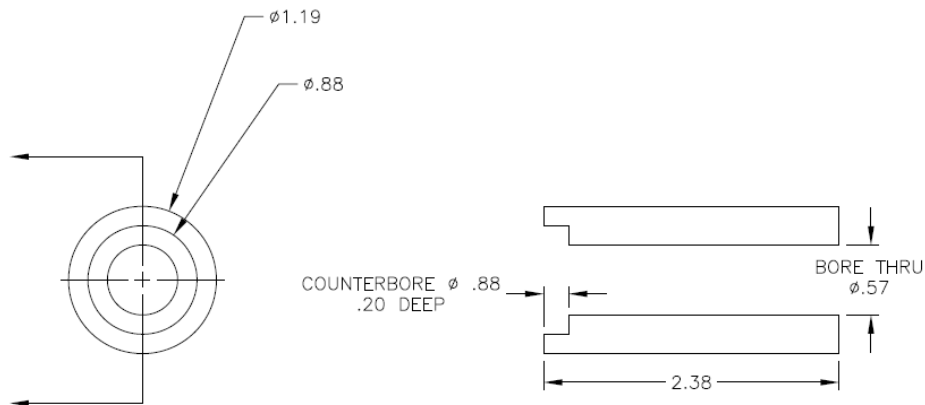 ø1.19
ø.88
COUNTERBORE ø .88
.20 DEEP
BORE THRU
ø.57
2.38